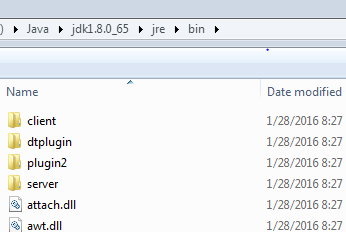 ) ▸ Java ▸ jdk1.8.0_65 ▸ jre ▸ bin ▸
Name Date modified
client 1/28/2016 8:27
dtplugin 1/28/2016 8:27
plugin2 1/28/2016 8:27
server 1/28/2016 8:27
attach.dll 1/28/2016 8:27
awt.dll 1/28/2016 8:27